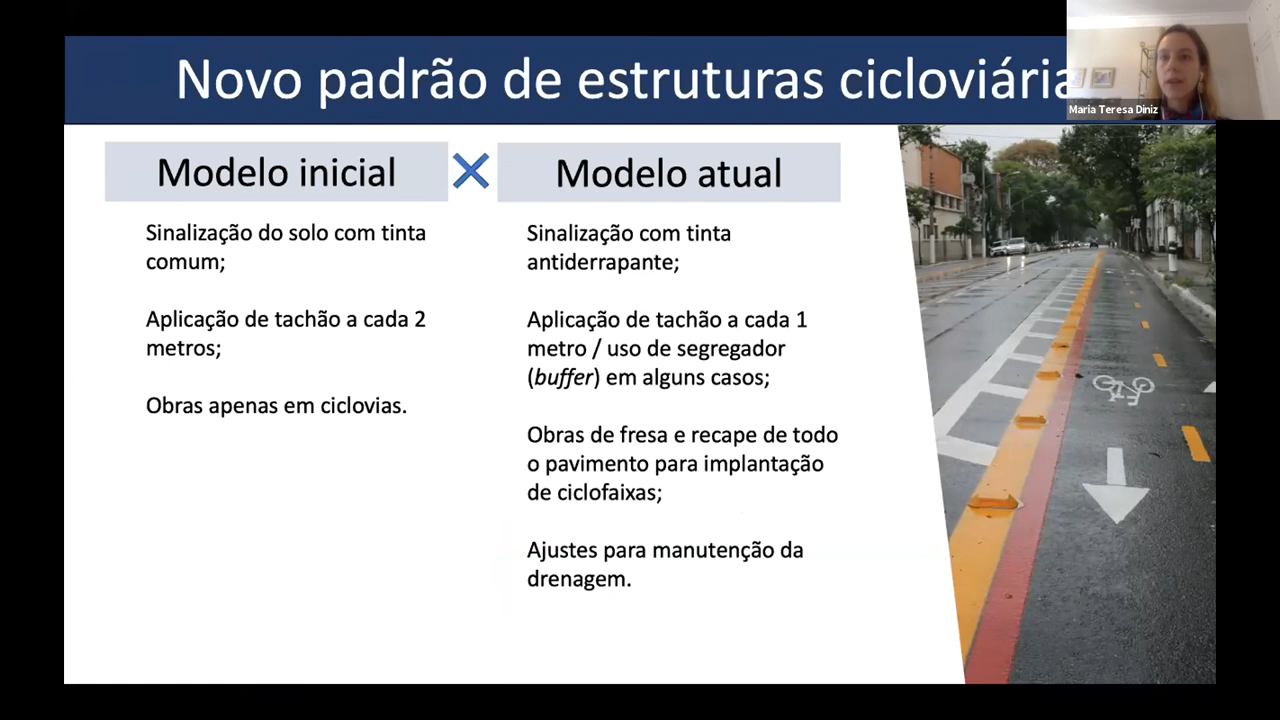 Novo padrão de estruturas cicloviária
Maria Teresa Diniz
Modelo inicial
Modelo atual
Sinalização do solo com tinta
comum;
Aplicação de tachão a cada 2
metros;
Obras apenas em ciclovias.
Sinalização com tinta
antiderrapante;
Aplicação de tachão a cada 1
metro / uso de segregador
(buffer) em alguns casos;
Obras de fresa e recape de todo
o pavimento para implantação
de ciclofaixas;
Ajustes para manutenção da
drenagem.